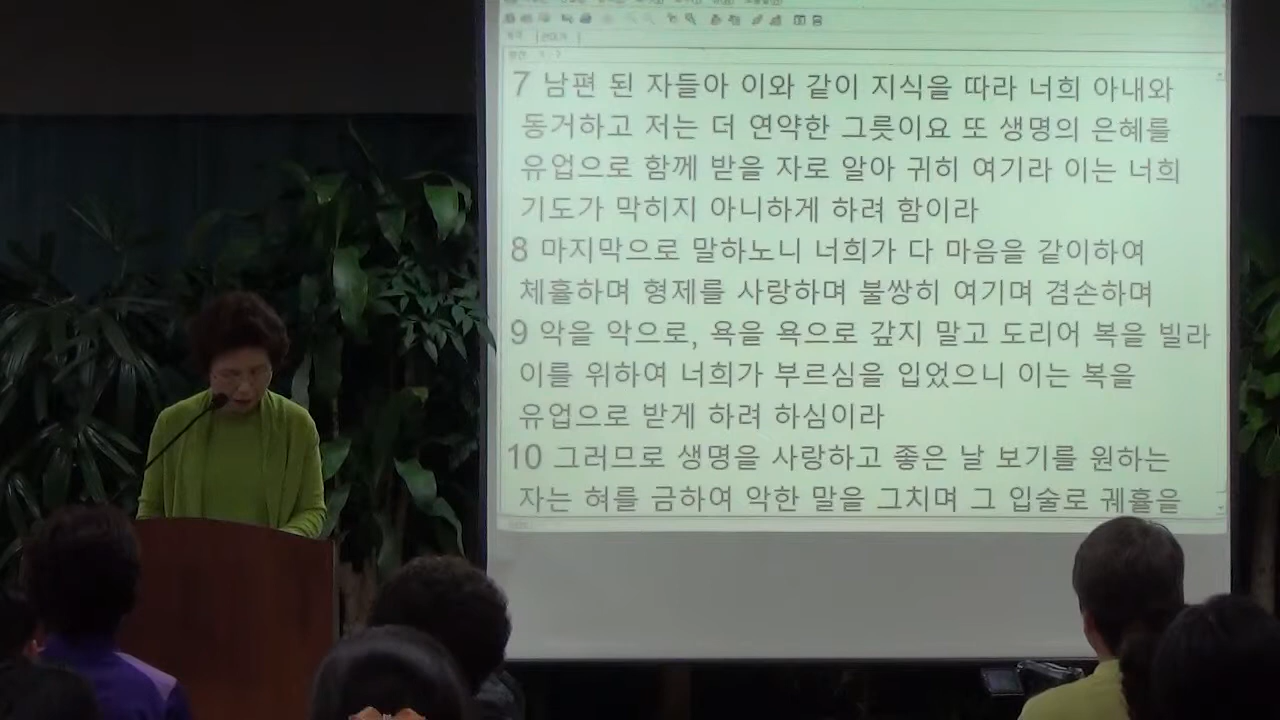 7 남편 된 자들아 이와 같이 지식을 따라 너희 아내와
동거하고 저는 더 연약한 그릇이요 또 생명의 은혜를
유업으로 함께 받을 자로 알아 귀히 여기라 이는 너희
기도가 막히지 아니하게 하려 함이라
8 마지막으로 말하노니 너희가 다 마음을 같이하여
체휼하며 형제를 사랑하며 불쌍히 여기며 겸손하며
9 악을 악으로, 욕을 욕으로 갚지 말고 도리어 복을 빌라
이를 위하여 너희가 부르심을 입었으니 이는 복을
유업으로 받게 하려 하심이라
10 그러므로 생명을 사랑하고 좋은 날 보기를 원하는
자는 혀를 금하여 악한 말을 그치며 그 입술로 궤휼을